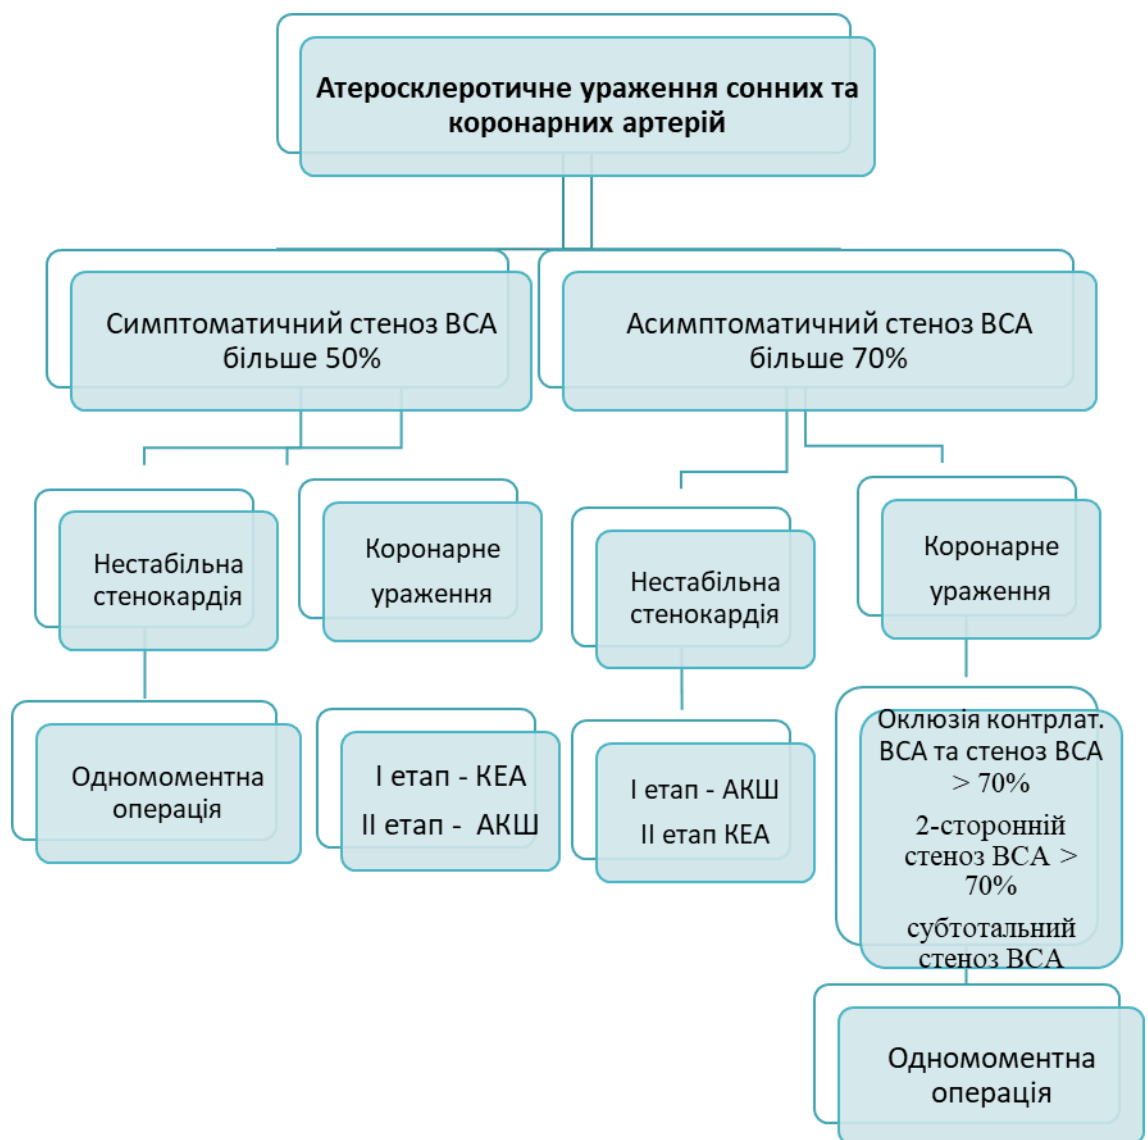 Атеросклеротичне ураження сонних та
коронарних артерій
Симптоматичний стеноз ВСА
більше 50%
Асимптоматичний стеноз ВСА
більше 70%
Нестабільна
стенокардія
Коронарне
ураження
Нестабільна
стенокардія
Коронарне
ураження
Одномоментна
операція
І етап - КЕА
ІІ етап - АКШ
І етап - АКШ
ІІ етап КЕА
Оклюзія контрлат.
ВСА та стеноз ВСА
> 70%
2-сторонній
стеноз ВСА >
70%
субтотальний
стеноз ВСА
Одномоментна
операція